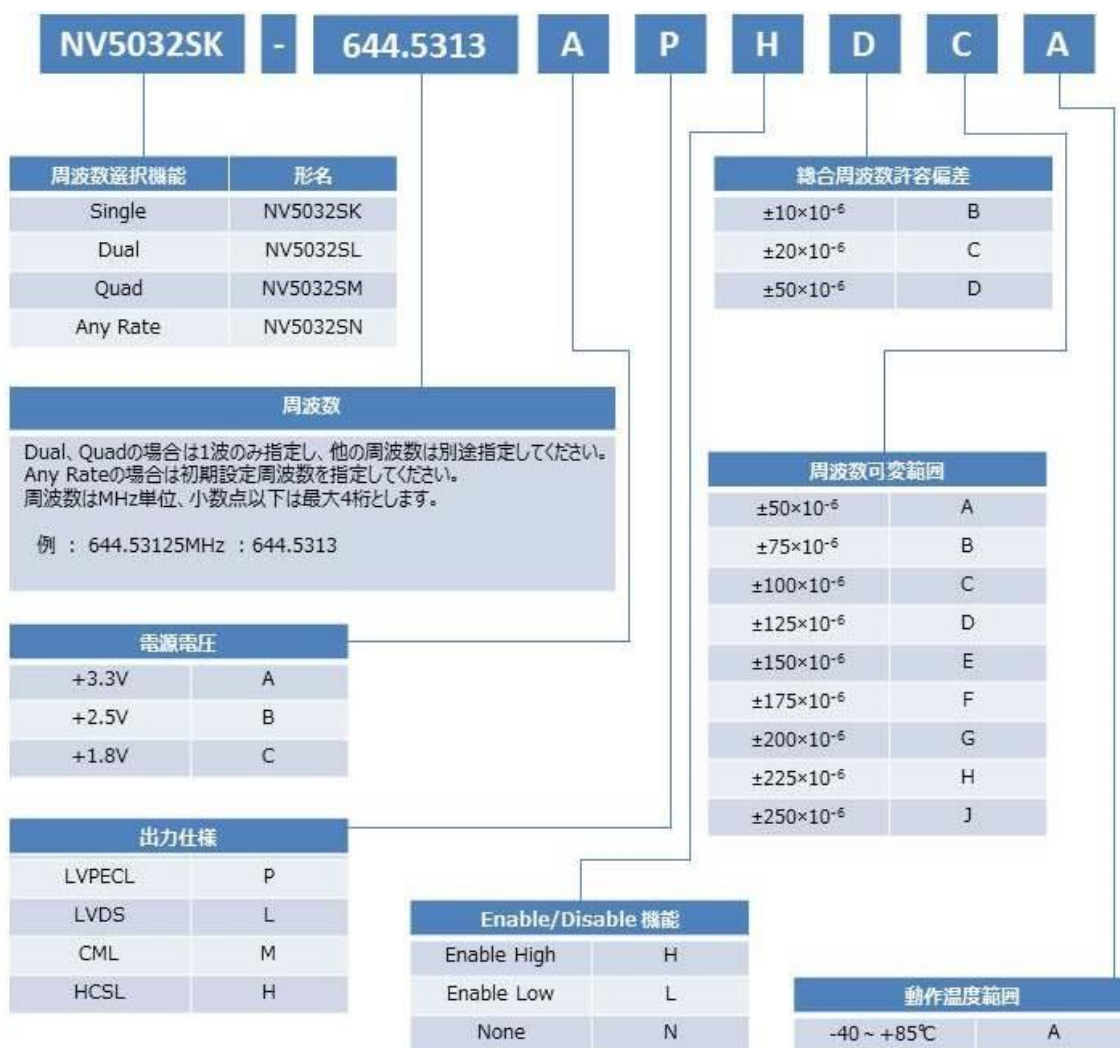 NV5032SK - 644.5313 A P H D C A
周波数選択機能 形名
Single NV5032SK
Dual NV5032SL
Quad NV5032SM
Any Rate NV5032SN
総合周波数許容偏差
±10×10⁻⁶ B
±20×10⁻⁶ C
±50×10⁻⁶ D
周波数
Dual、Quadの場合は1波のみ指定し、他の周波数は別途指定してください。
Any Rateの場合は初期設定周波数を指定してください。
周波数はMHz単位、小数点以下は最大4桁とします。
例 : 644.53125MHz : 644.5313
周波数可変範囲
±50×10⁻⁶ A
±75×10⁻⁶ B
±100×10⁻⁶ C
±125×10⁻⁶ D
±150×10⁻⁶ E
±175×10⁻⁶ F
±200×10⁻⁶ G
±225×10⁻⁶ H
±250×10⁻⁶ J
電源電圧
+3.3V A
+2.5V B
+1.8V C
出力仕様
LVPECL P
LVDS L
CML M
HCSL H
Enable/Disable 機能
Enable High H
Enable Low L
None N
動作温度範囲
-40 ~ +85℃ A